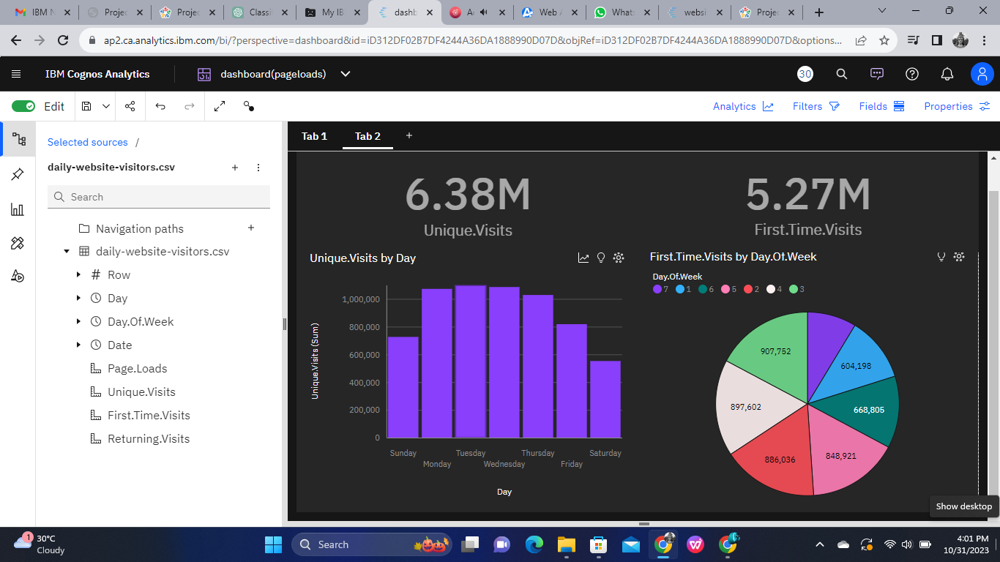 IBM N
Projec
Projec
Classif
My IB
dashb
Ac
Web A
Whats
websi
Projec
ap2.ca.analytics.ibm.com/bi/?perspective=dashboard&id=iD312DF02B7DF4244A36DA1888990D07D&objRef=iD312DF02B7DF4244A36DA1888990D07D&options...
IBM Cognos Analytics
dashboard(pageloads)
30
Edit
Analytics
Filters
Fields
Properties
Selected sources /
daily-website-visitors.csv
Search
Navigation paths
daily-website-visitors.csv
Row
Day
Day.Of.Week
Date
Page.Loads
Unique.Visits
First.Time.Visits
Returning.Visits
Tab 1
Tab 2
6.38M
Unique.Visits
5.27M
First.Time.Visits
Unique.Visits by Day
Unique.Visits (Sum)
1,000,000
800,000
600,000
400,000
200,000
0
Sunday
Monday
Tuesday
Wednesday
Thursday
Friday
Saturday
Day
First.Time.Visits by Day.Of.Week
Day.Of.Week
7 1 6 5 2 4 3
907,752
604,198
897,602
668,805
886,036
848,921
Show desktop
1
30°C
Cloudy
Search
4:01 PM
10/31/2023